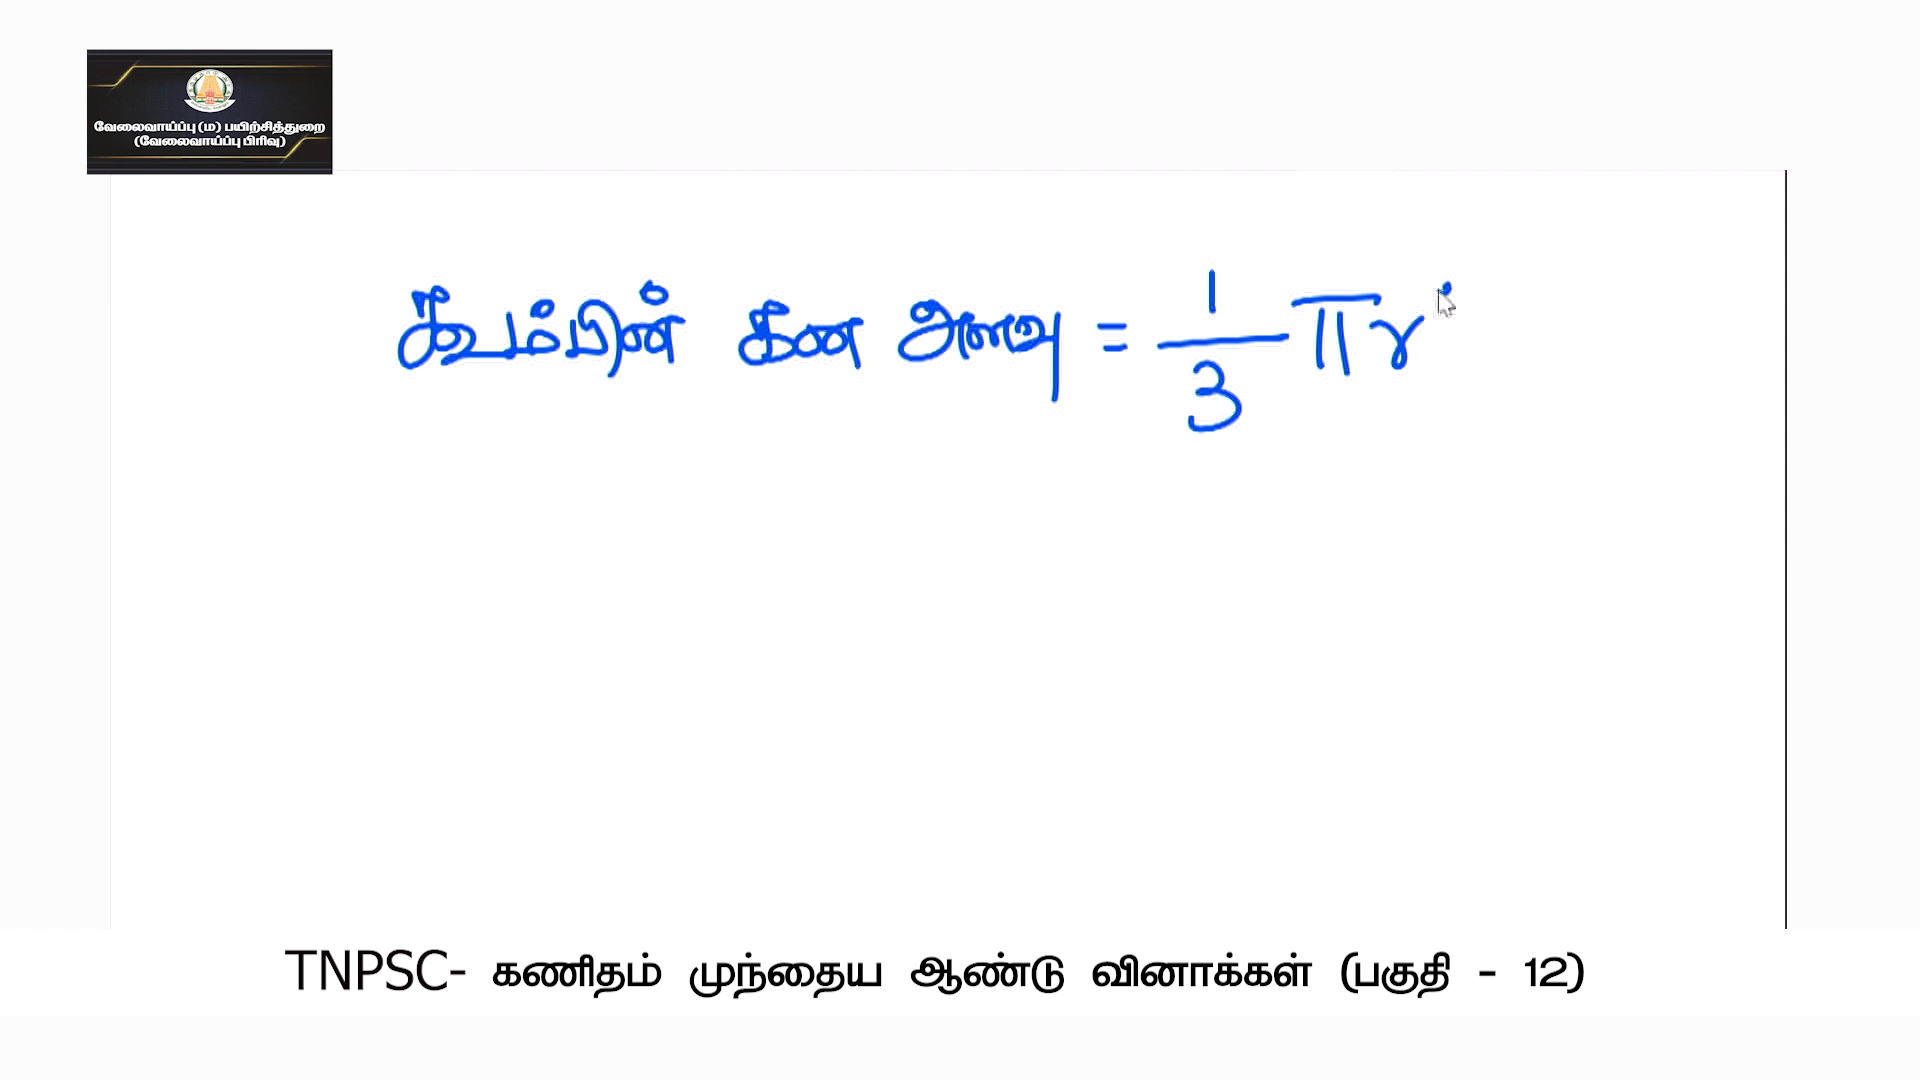 வேலைவாய்ப்பு (ம) பயிற்சித்துறை
(வேலைவாய்ப்பு பிரிவு)
கூம்பின் கன அளவு = 1/3 πr
TNPSC- கணிதம் முந்தைய ஆண்டு வினாக்கள் (பகுதி - 12)